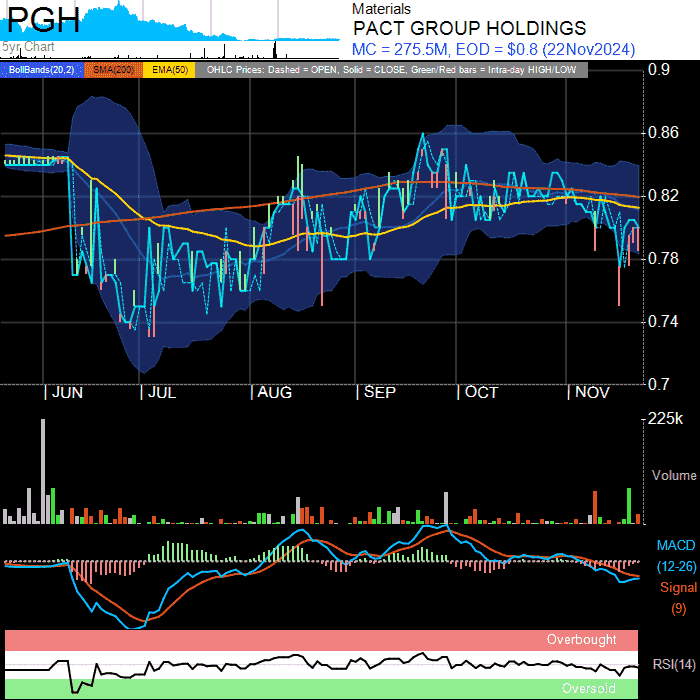 PGH
5yr Chart
Materials
PACT GROUP HOLDINGS
MC = 275.5M, EOD = $0.8 (22Nov2024)
BollBands(20,2) SMA(200) EMA(50) OHLC Prices: Dashed = OPEN, Solid = CLOSE, Green/Red bars = Intra-day HIGH/LOW
0.9
0.86
0.82
0.78
0.74
0.7
| JUN | JUL | AUG | SEP | OCT | NOV
225k
Volume
MACD
(12-26)
Signal
(9)
Overbought
RSI(14)
Oversold